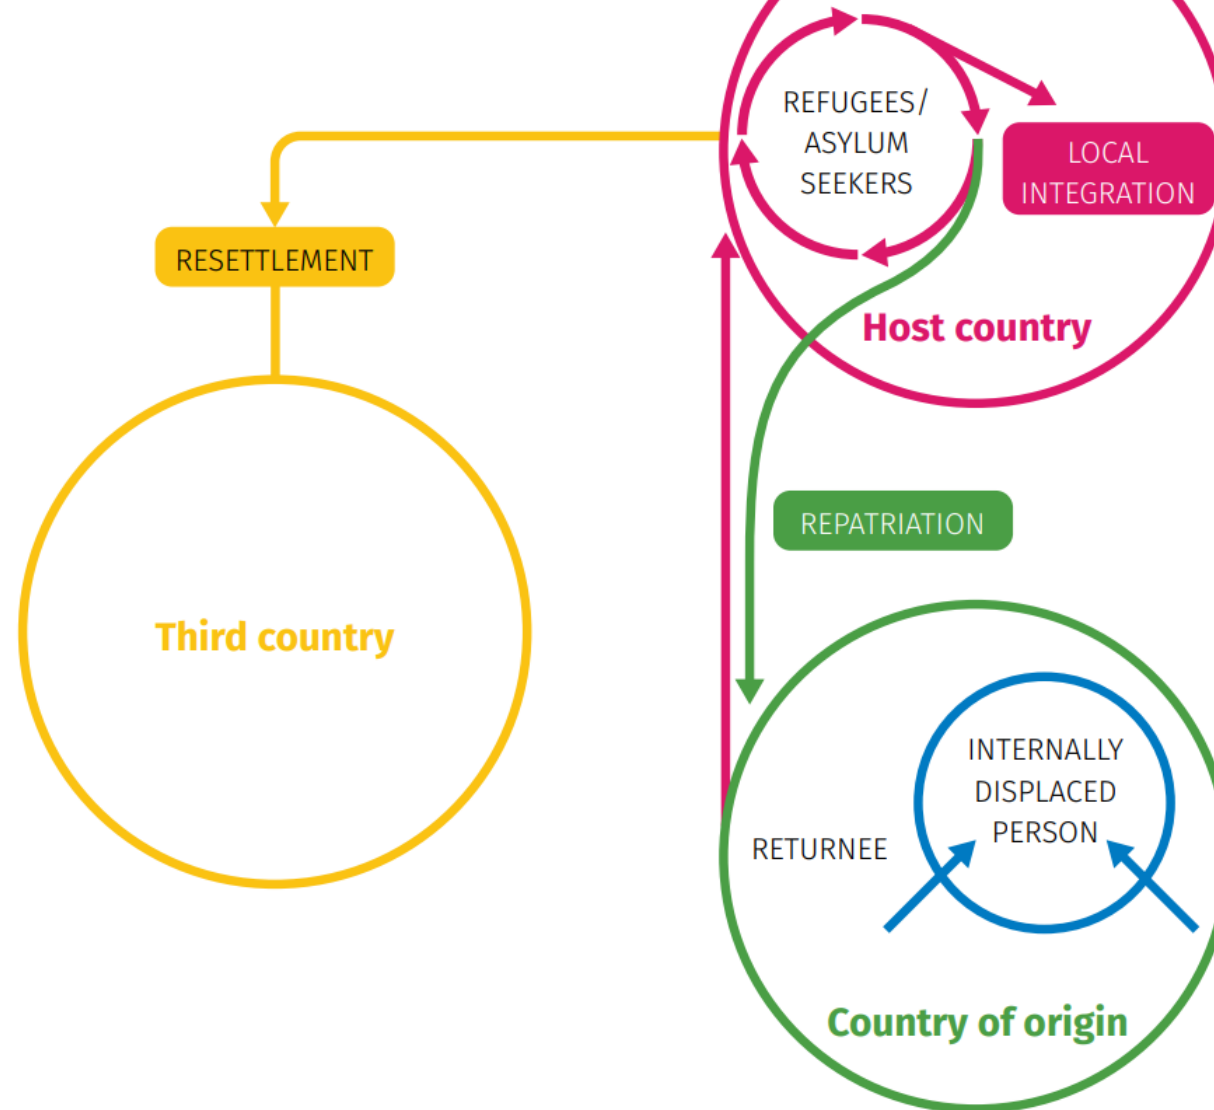 REFUGEES/
ASYLUM
SEEKERS
LOCAL
INTEGRATION
RESETTLEMENT
Host country
REPATRIATION
Third country
INTERNALLY
DISPLACED
PERSON
RETURNEE
Country of origin